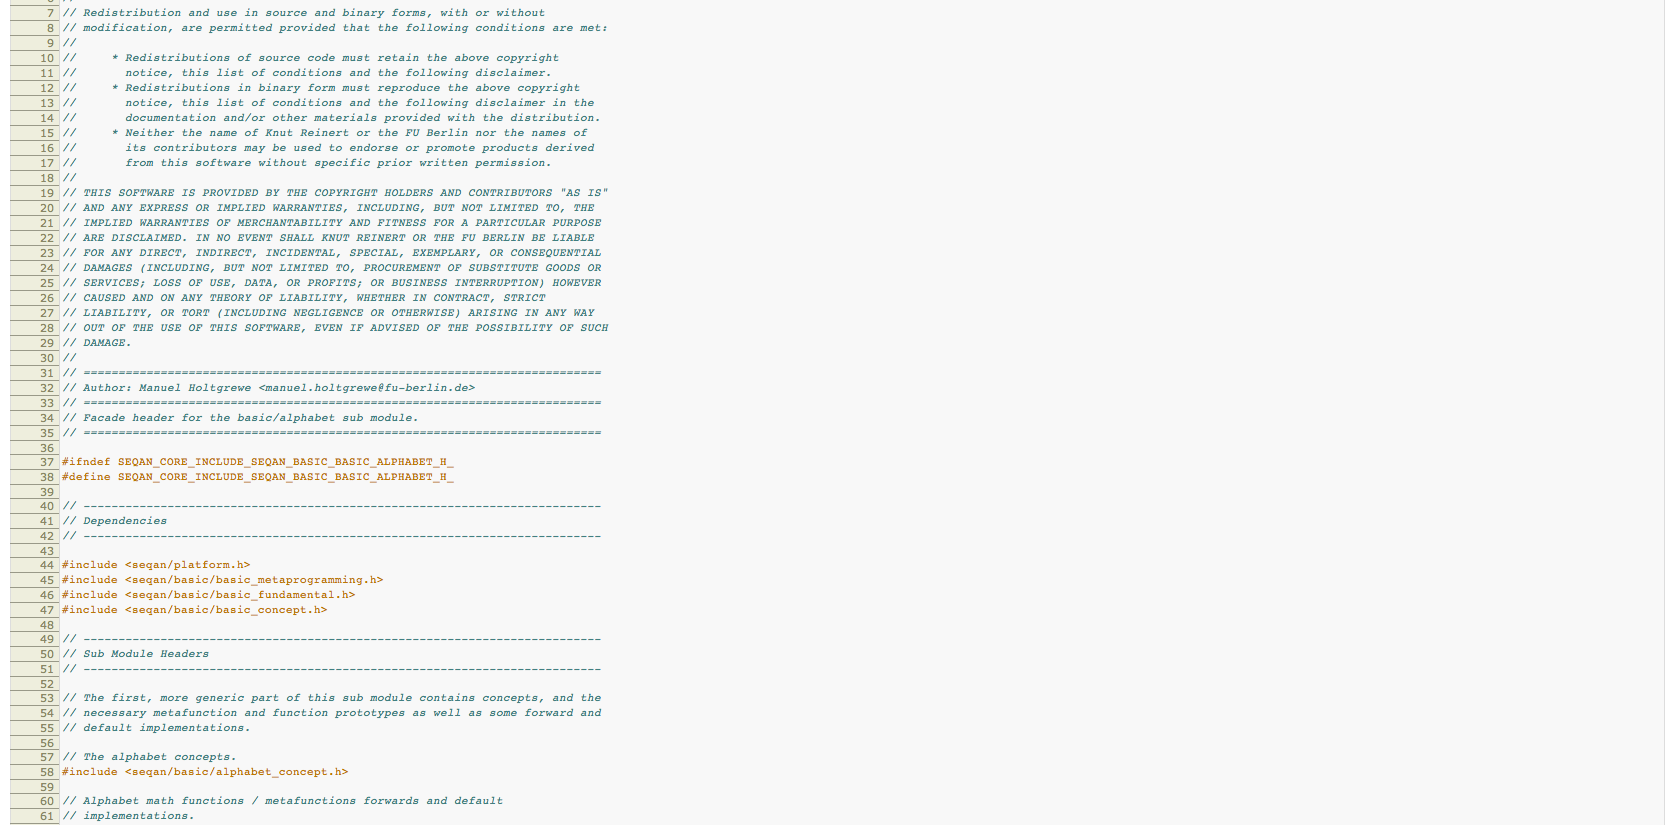 7 // Redistribution and use in source and binary forms, with or without
8 // modification, are permitted provided that the following conditions are met:
9 //
10 //     * Redistributions of source code must retain the above copyright
11 //       notice, this list of conditions and the following disclaimer.
12 //     * Redistributions in binary form must reproduce the above copyright
13 //       notice, this list of conditions and the following disclaimer in the
14 //       documentation and/or other materials provided with the distribution.
15 //     * Neither the name of Knut Reinert or the FU Berlin nor the names of
16 //       its contributors may be used to endorse or promote products derived
17 //       from this software without specific prior written permission.
18 //
19 // THIS SOFTWARE IS PROVIDED BY THE COPYRIGHT HOLDERS AND CONTRIBUTORS "AS IS"
20 // AND ANY EXPRESS OR IMPLIED WARRANTIES, INCLUDING, BUT NOT LIMITED TO, THE
21 // IMPLIED WARRANTIES OF MERCHANTABILITY AND FITNESS FOR A PARTICULAR PURPOSE
22 // ARE DISCLAIMED. IN NO EVENT SHALL KNUT REINERT OR THE FU BERLIN BE LIABLE
23 // FOR ANY DIRECT, INDIRECT, INCIDENTAL, SPECIAL, EXEMPLARY, OR CONSEQUENTIAL
24 // DAMAGES (INCLUDING, BUT NOT LIMITED TO, PROCUREMENT OF SUBSTITUTE GOODS OR
25 // SERVICES; LOSS OF USE, DATA, OR PROFITS; OR BUSINESS INTERRUPTION) HOWEVER
26 // CAUSED AND ON ANY THEORY OF LIABILITY, WHETHER IN CONTRACT, STRICT
27 // LIABILITY, OR TORT (INCLUDING NEGLIGENCE OR OTHERWISE) ARISING IN ANY WAY
28 // OUT OF THE USE OF THIS SOFTWARE, EVEN IF ADVISED OF THE POSSIBILITY OF SUCH
29 // DAMAGE.
30 //
31 // ==========================================================================
32 // Author: Manuel Holtgrewe <manuel.holtgrewe@fu-berlin.de>
33 // ==========================================================================
34 // Facade header for the basic/alphabet sub module.
35 // ==========================================================================
36
37 #ifndef SEQAN_CORE_INCLUDE_SEQAN_BASIC_BASIC_ALPHABET_H_
38 #define SEQAN_CORE_INCLUDE_SEQAN_BASIC_BASIC_ALPHABET_H_
39
40 // --------------------------------------------------------------------------
41 // Dependencies
42 // --------------------------------------------------------------------------
43
44 #include <seqan/platform.h>
45 #include <seqan/basic/basic_metaprogramming.h>
46 #include <seqan/basic/basic_fundamental.h>
47 #include <seqan/basic/basic_concept.h>
48
49 // --------------------------------------------------------------------------
50 // Sub Module Headers
51 // --------------------------------------------------------------------------
52
53 // The first, more generic part of this sub module contains concepts, and the
54 // necessary metafunction and function prototypes as well as some forward and
55 // default implementations.
56
57 // The alphabet concepts.
58 #include <seqan/basic/alphabet_concept.h>
59
60 // Alphabet math functions / metafunctions forwards and default
61 // implementations.